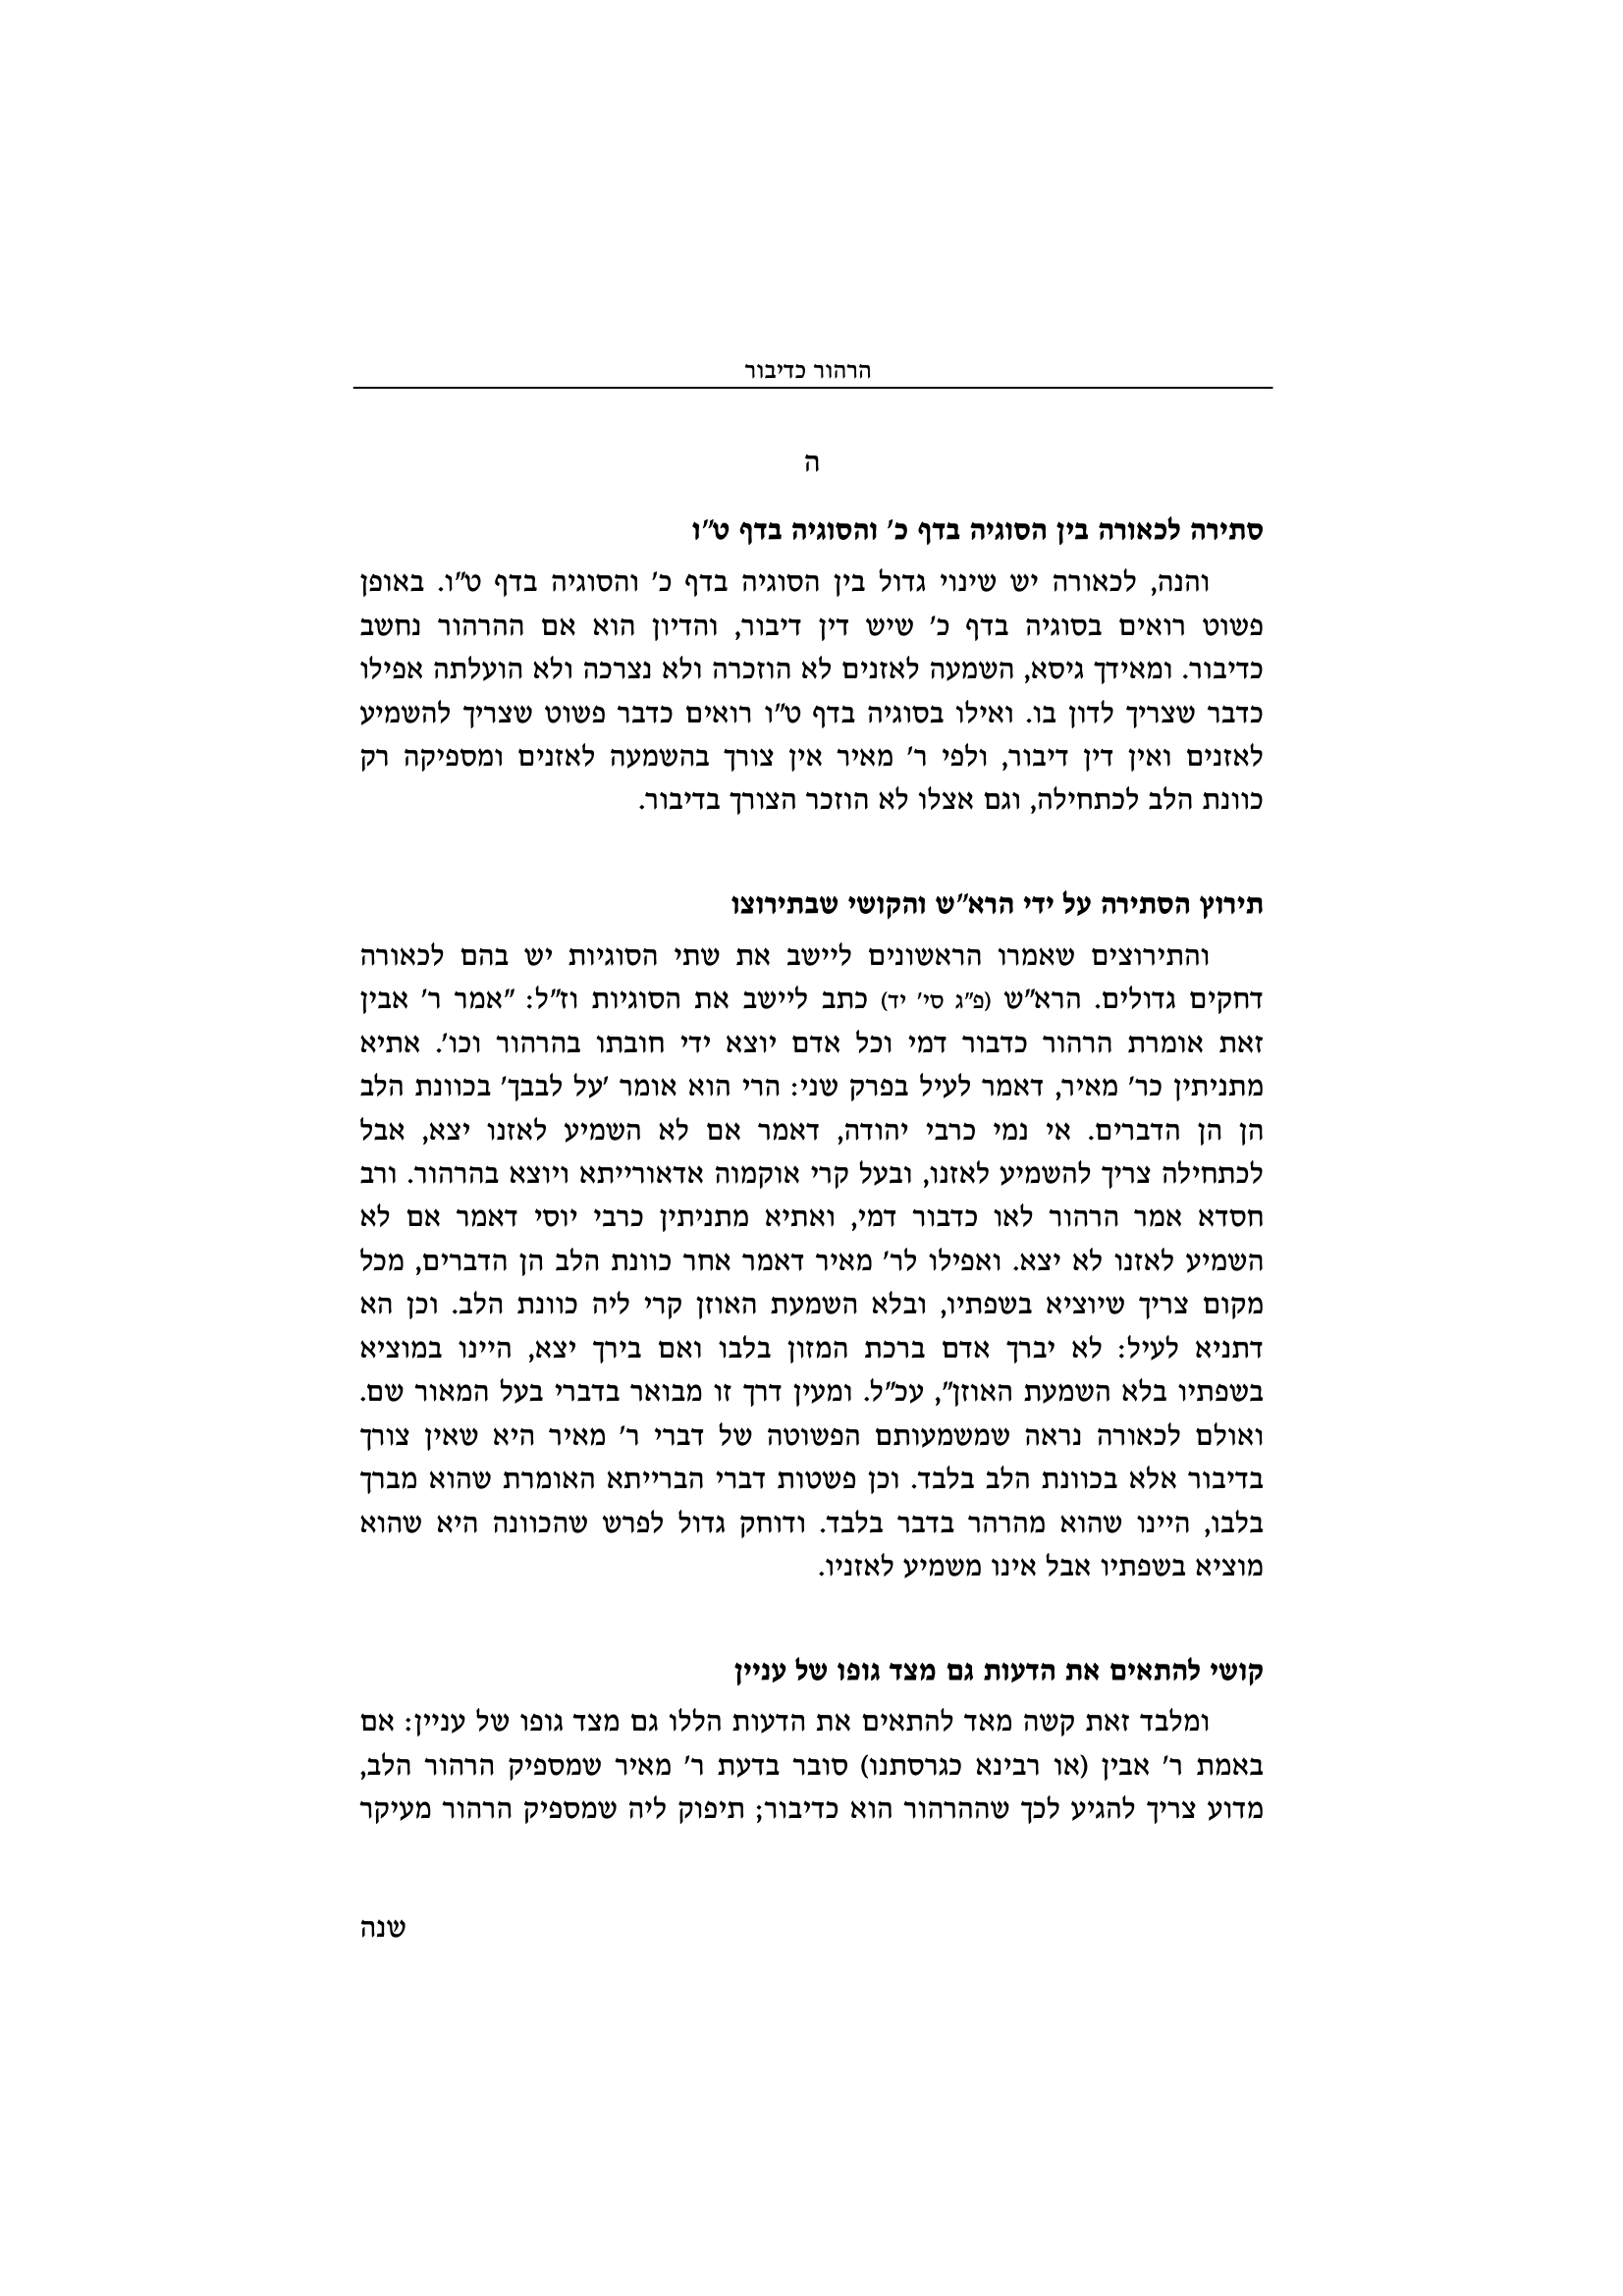 הרהור כדיבור
ה
סתירה לכאורה בין הסוגיה בדף כ' והסוגיה בדף ט"ו
והנה, לכאורה יש שינוי גדול בין הסוגיה בדף כ' והסוגיה בדף ט"ו. באופן
פשוט רואים בסוגיה בדף כ' שיש דין דיבור, והדיון הוא אם ההרהור נחשב
כדיבור. ומאידך גיסא, השמעה לאזנים לא הוזכרה ולא נצרכה ולא הועלתה אפילו
כדבר שצריך לדון בו. ואילו בסוגיה בדף ט"ו רואים כדבר פשוט שצריך להשמיע
לאזנים ואין דין דיבור, ולפי ר' מאיר אין צורך בהשמעה לאזנים ומספיקה רק
כוונת הלב לכתחילה, וגם אצלו לא הוזכר הצורך בדיבור.
תירוץ הסתירה על ידי הרא"ש והקושי שבתירוצו
והתירוצים שאמרו הראשונים ליישב את שתי הסוגיות יש בהם לכאורה
דחקים גדולים. הרא"ש (פ"ג סי' יד) כתב ליישב את הסוגיות וז"ל: "אמר ר' אבין
זאת אומרת הרהור כדבור דמי וכל אדם יוצא ידי חובתו בהרהור וכו'. אתיא
מתניתין כר' מאיר, דאמר לעיל בפרק שני: הרי הוא אומר 'על לבבך' בכוונת הלב
הן הן הדברים. אי נמי כרבי יהודה, דאמר אם לא השמיע לאזנו יצא, אבל
לכתחילה צריך להשמיע לאזנו, ובעל קרי אוקמוה אדאורייתא ויוצא בהרהור. ורב
חסדא אמר הרהור לאו כדבור דמי, ואתיא מתניתין כרבי יוסי דאמר אם לא
השמיע לאזנו לא יצא. ואפילו לר' מאיר דאמר אחר כוונת הלב הן הדברים, מכל
מקום צריך שיוציא בשפתיו, ובלא השמעת האוזן קרי ליה כוונת הלב. וכן הא
דתניא לעיל: לא יברך אדם ברכת המזון בלבו ואם בירך יצא, היינו במוציא
בשפתיו בלא השמעת האוזן", עכ"ל. ומעין דרך זו מבואר בדברי בעל המאור שם.
ואולם לכאורה נראה שמשמעותם הפשוטה של דברי ר' מאיר היא שאין צורך
בדיבור אלא בכוונת הלב בלבד. וכן פשטות דברי הברייתא האומרת שהוא מברך
בלבו, היינו שהוא מהרהר בדבר בלבד. ודוחק גדול לפרש שהכוונה היא שהוא
מוציא בשפתיו אבל אינו משמיע לאזניו.
קושי להתאים את הדעות גם מצד גופו של עניין
ומלבד זאת קשה מאד להתאים את הדעות הללו גם מצד גופו של עניין: אם
באמת ר' אבין (או רבינא כגרסתנו) סובר בדעת ר' מאיר שמספיק הרהור הלב,
מדוע צריך להגיע לכך שההרהור הוא כדיבור; תיפוק ליה שמספיק הרהור מעיקר
שנה